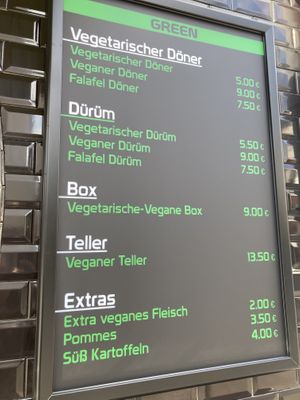 GREEN
Vegetarischer Döner
Vegetarischer Döner 5.00 €
Veganer Döner 9.00 €
Falafel Döner 7.50 €
Dürüm
Vegetarischer Dürüm 5.50 €
Veganer Dürüm 9.00 €
Falafel Dürüm 7.50 €
Box
Vegetarische-Vegane Box 9.00 €
Teller
Veganer Teller 13.50 €
Extras
Extra veganes Fleisch 2.00 €
Pommes 3.50 €
Süß Kartoffeln 4.00 €